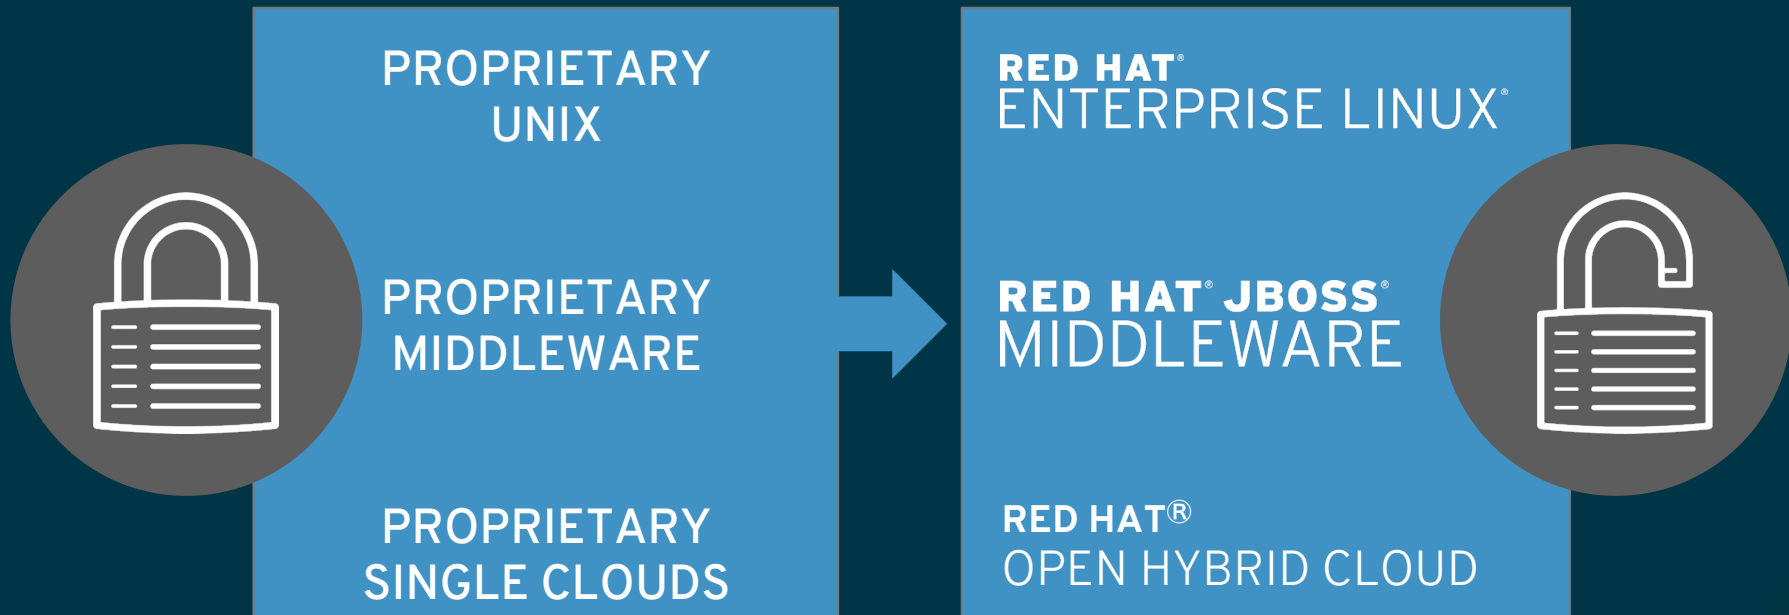 PROPRIETARY
UNIX
PROPRIETARY
MIDDLEWARE
PROPRIETARY
SINGLE CLOUDS
RED HAT®
ENTERPRISE LINUX®
RED HAT® JBOSS®
MIDDLEWARE
RED HAT®
OPEN HYBRID CLOUD